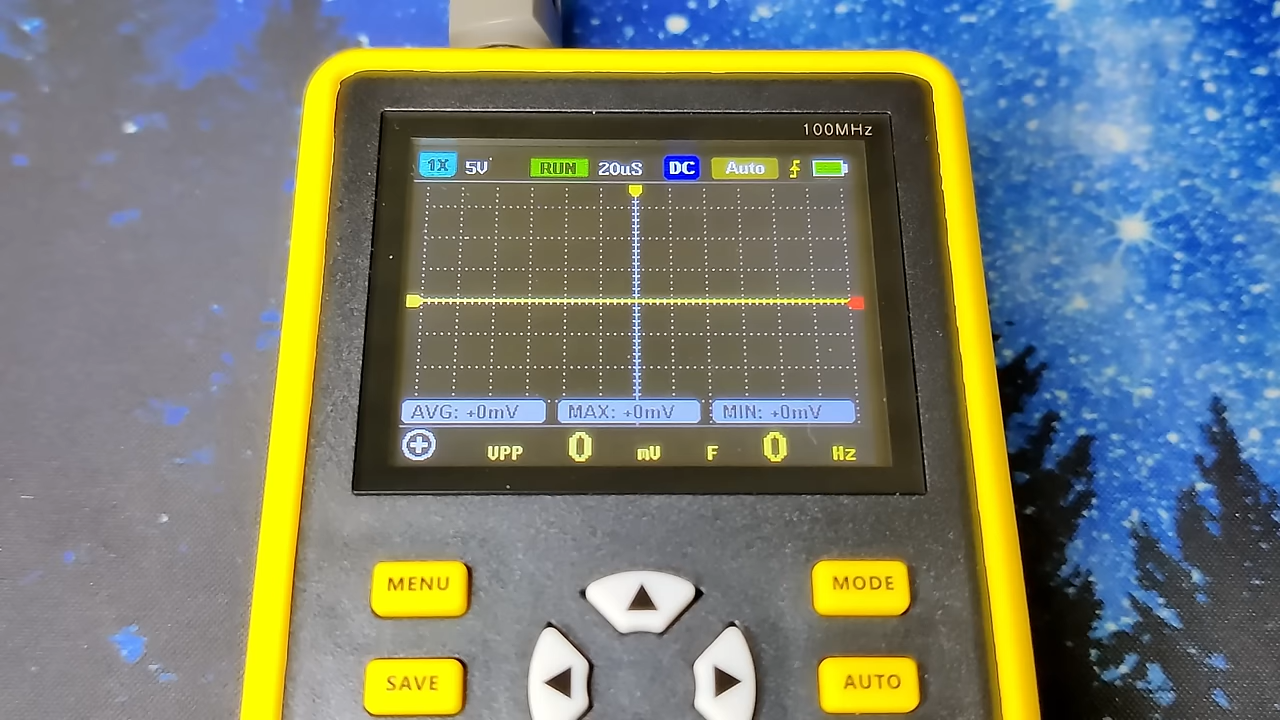 100MHz
1X 5V RUN 20uS DC Auto
AVG: +0mV MAX: +0mV MIN: +0mV
VPP 0 mV F 0 Hz
MENU MODE
SAVE AUTO